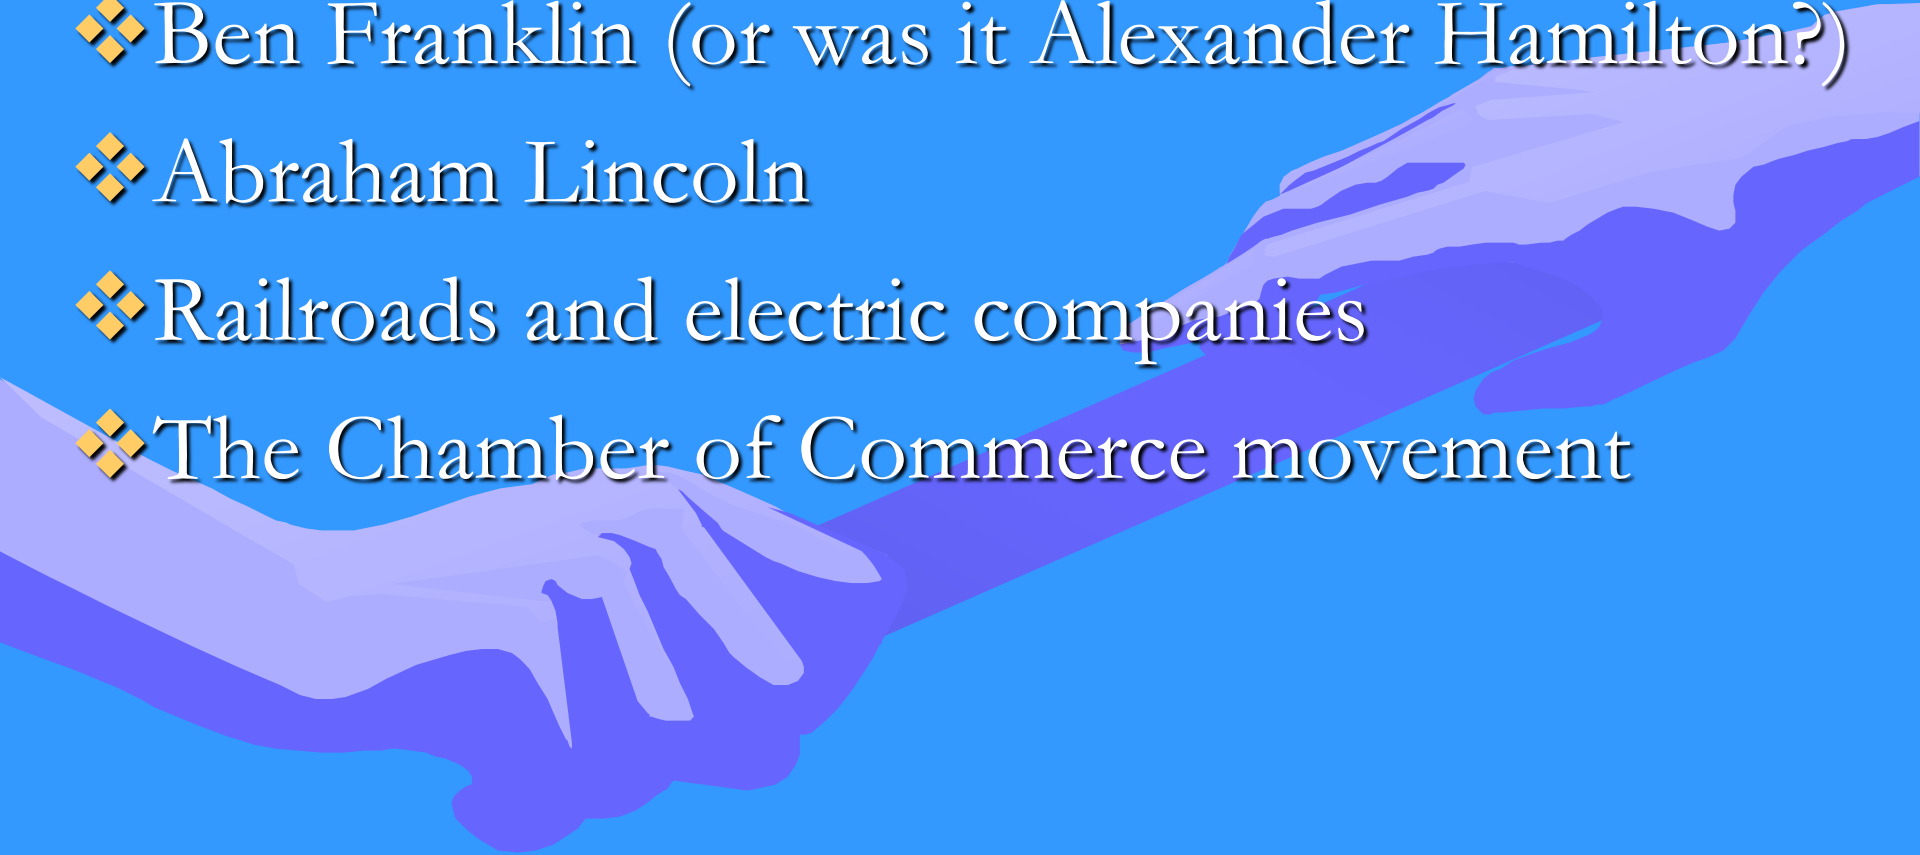 ❖Ben Franklin (or was it Alexander Hamilton?)
❖Abraham Lincoln
❖Railroads and electric companies
❖The Chamber of Commerce movement